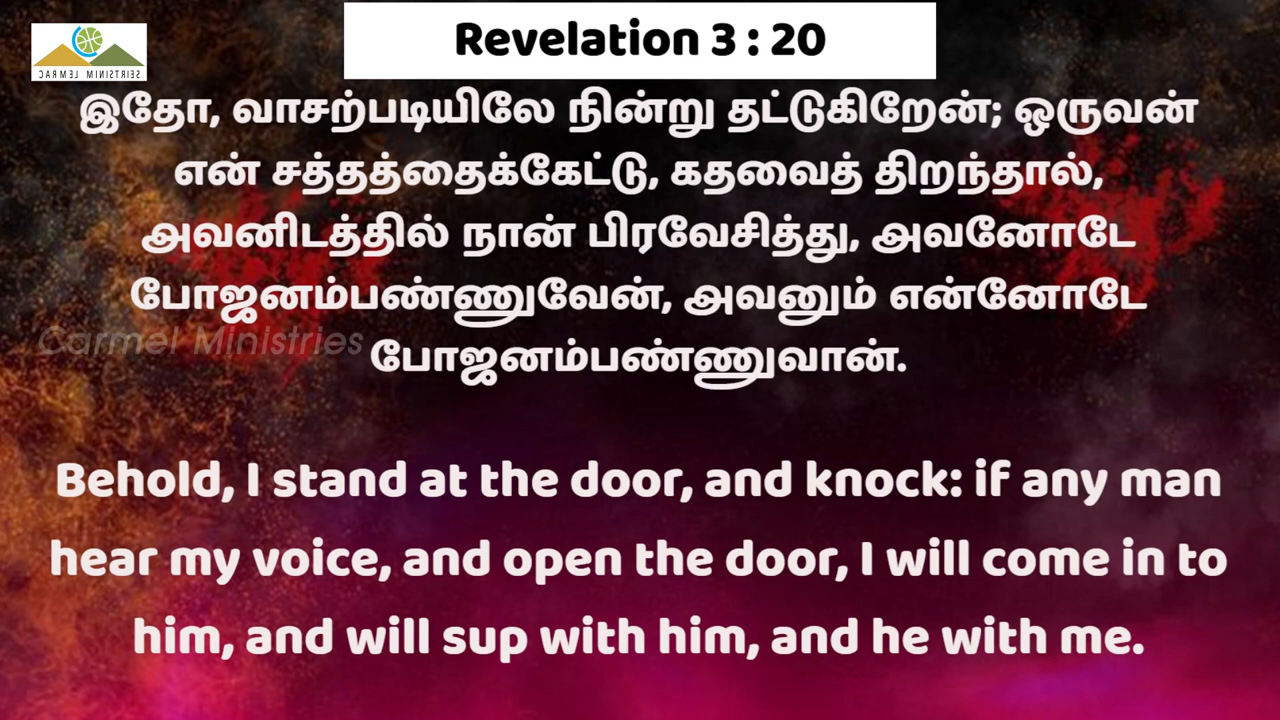 Revelation 3 : 20
CARMEL MINISTRIES
இதோ, வாசற்படியிலே நின்று தட்டுகிறேன்; ஒருவன்
என் சத்தத்தைக்கேட்டு, கதவைத் திறந்தால்,
அவனிடத்தில் நான் பிரவேசித்து, அவனோடே
போஜனம்பண்ணுவேன், அவனும் என்னோடே
Carmel Ministries
போஜனம்பண்ணுவான்.
Behold, I stand at the door, and knock: if any man
hear my voice, and open the door, I will come in to
him, and will sup with him, and he with me.